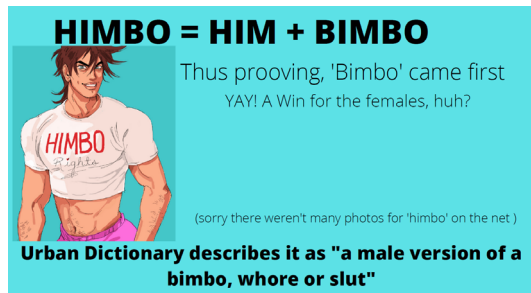 HIMBO = HIM + BIMBO
Thus prooving, 'Bimbo' came first
YAY! A Win for the females, huh?
HIMBO
Rights
(sorry there weren't many photos for 'himbo' on the net )
Urban Dictionary describes it as "a male version of a
bimbo, whore or slut"